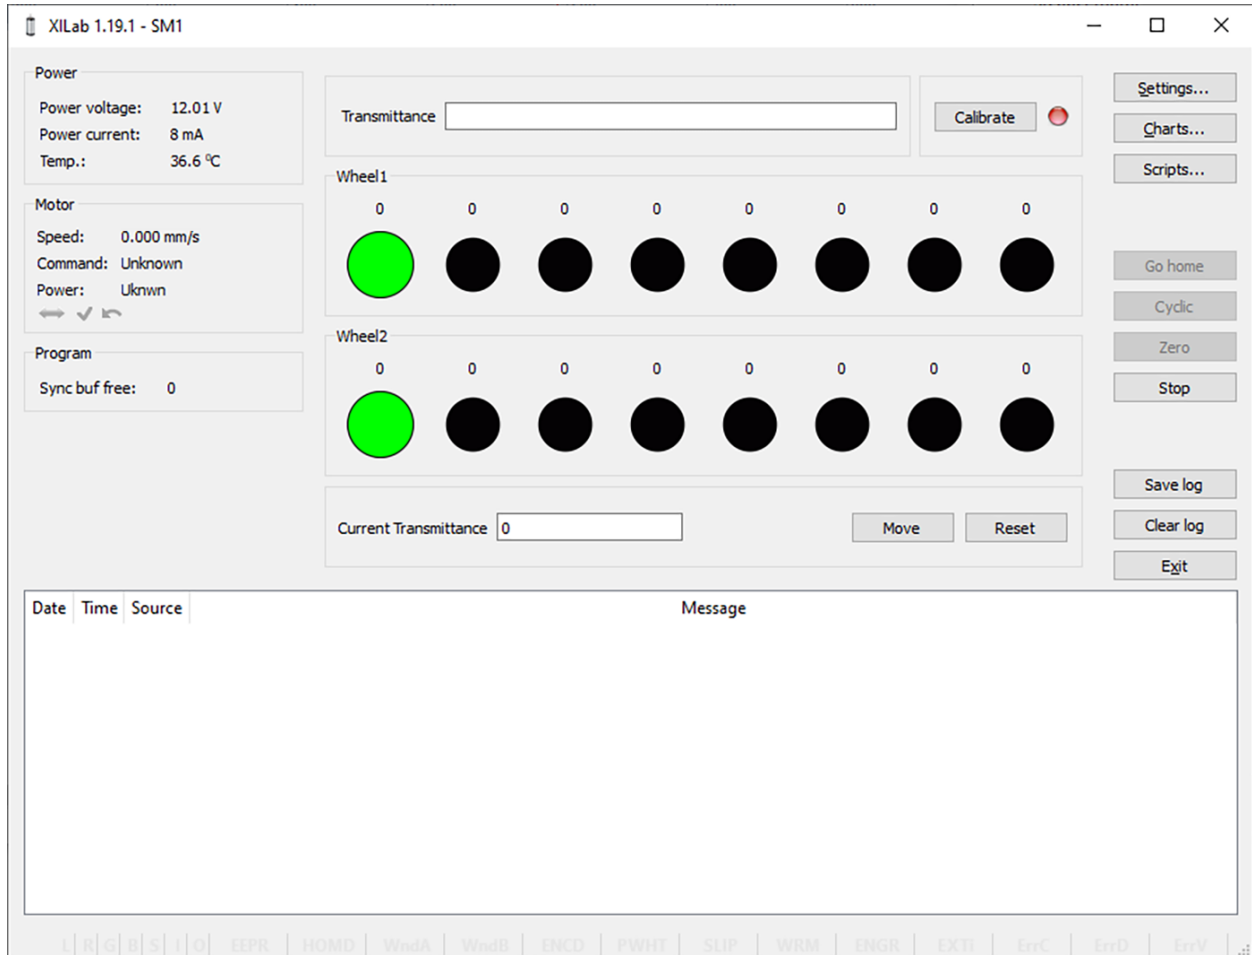 XILab 1.19.1 - SM1
Power
Power voltage: 12.01 V
Power current: 8 mA
Temp.: 36.6 ⁰C
Motor
Speed: 0.000 mm/s
Command: Unknown
Power: Uknwn
Program
Sync buf free: 0
Transmittance
Calibrate
Wheel1
0 0 0 0 0 0 0 0
Wheel2
0 0 0 0 0 0 0 0
Current Transmittance 0
Move Reset
Settings...
Charts...
Scripts...
Go home
Cyclic
Zero
Stop
Save log
Clear log
Exit
Date Time Source Message
L R G B S I O EEPR HOMD WndA WndB ENCD PWHT SLIP WRM ENGR EXTI ErrC ErrD ErrV